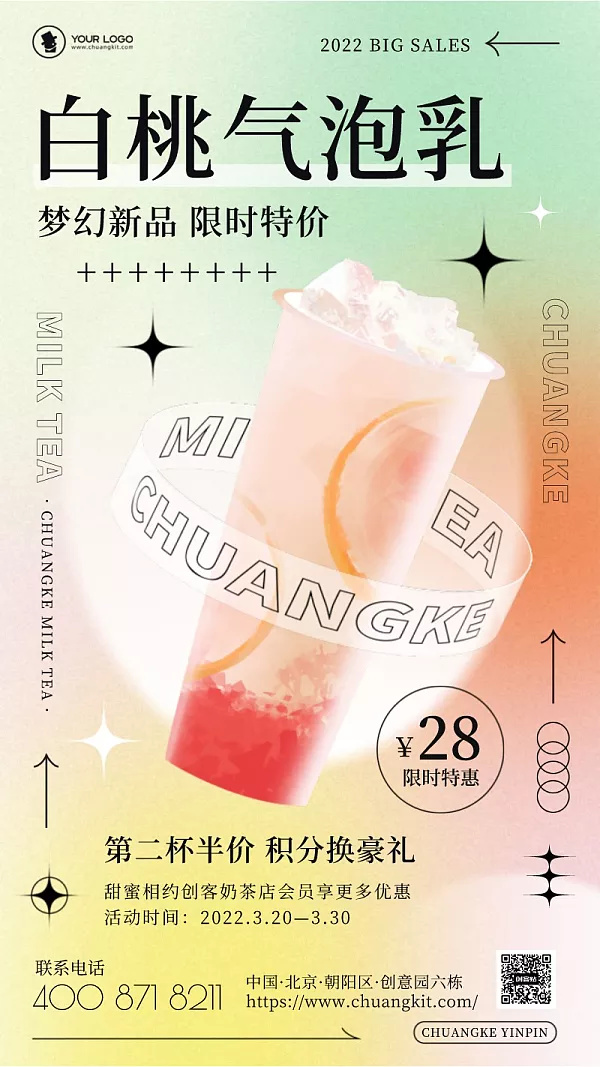 YOUR LOGO
www.chuangkit.com
2022 BIG SALES
白桃气泡乳
梦幻新品 限时特价
++++++++
MILK TEA
· CHUANGKE MILK TEA ·
CHUANGKE
MI
EA
CHUANGKE
¥28
限时特惠
第二杯半价 积分换豪礼
甜蜜相约创客奶茶店会员享更多优惠
活动时间：2022.3.20—3.30
联系电话
400 871 8211
中国·北京·朝阳区·创意园六栋
https://www.chuangkit.com/
创客贴
CHUANGKE YINPIN